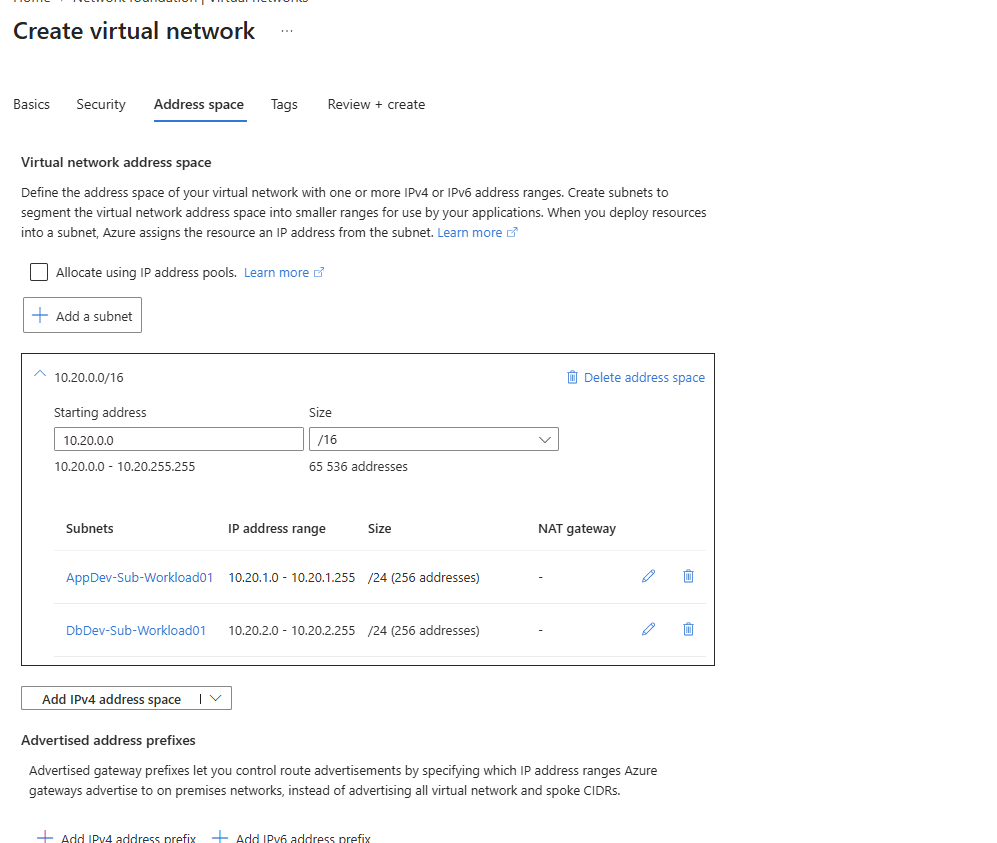 Home > Network foundation | Virtual networks
Create virtual network ...
Basics Security Address space Tags Review + create
Virtual network address space
Define the address space of your virtual network with one or more IPv4 or IPv6 address ranges. Create subnets to
segment the virtual network address space into smaller ranges for use by your applications. When you deploy resources
into a subnet, Azure assigns the resource an IP address from the subnet. Learn more
Allocate using IP address pools. Learn more
Add a subnet
10.20.0.0/16 Delete address space
Starting address Size
10.20.0.0 /16
10.20.0.0 - 10.20.255.255 65 536 addresses
Subnets IP address range Size NAT gateway
AppDev-Sub-Workload01 10.20.1.0 - 10.20.1.255 /24 (256 addresses) -
DbDev-Sub-Workload01 10.20.2.0 - 10.20.2.255 /24 (256 addresses) -
Add IPv4 address space |
Advertised address prefixes
Advertised gateway prefixes let you control route advertisements by specifying which IP address ranges Azure
gateways advertise to on premises networks, instead of advertising all virtual network and spoke CIDRs.
Add IPv4 address prefix Add IPv6 address prefix